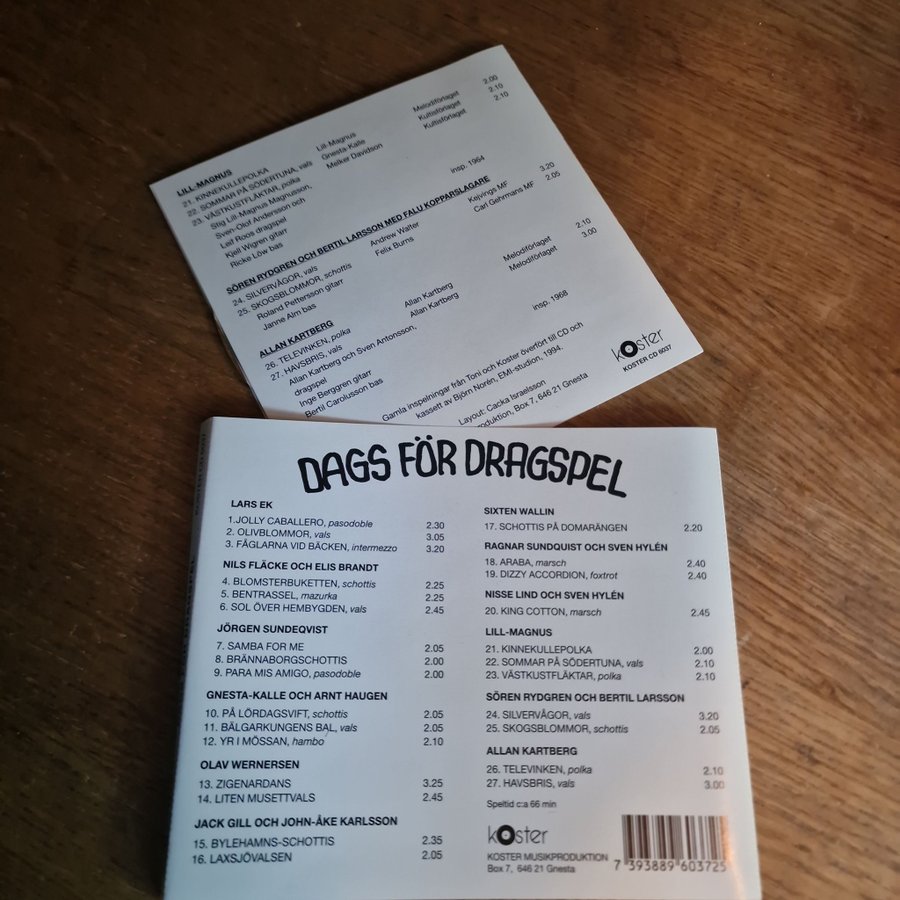 LILL-MAGNUS
21. KINNEKULLEPOLKA Lill-Magnus Melodiförlaget 2.00
22. SOMMAR PÅ SÖDERTUNA, vals Gnesta-Kalle Kultisförlaget 2.10
23. VÄSTKUSTFLÄKTAR, polka Melker Davidson Kultisförlaget 2.10
Stig Lill-Magnus Magnusson,
Sven-Olof Andersson och
Leif Roos dragspel insp. 1964
Kjell Wigren gitarr
Ricke Löw bas
SÖREN RYDGREN OCH BERTIL LARSSON MED FALU KOPPARSLAGARE
24. SILVERVÅGOR, vals Andrew Walter Kejvings MF 3.20
25. SKOGSBLOMMOR, schottis Felix Burns Carl Gehrmans MF 2.05
Roland Pettersson gitarr
Janne Alm bas
ALLAN KARTBERG
26. TELEVINKEN, polka Allan Kartberg Melodiförlaget 2.10
27. HAVSBRIS, vals Allan Kartberg Melodiförlaget 3.00
Allan Kartberg och Sven Antonsson,
dragspel insp. 1968
Inge Berggren gitarr
Bertil Carolusson bas
Gamla inspelningar från Toni och Koster överfört till CD och
kassett av Björn Norén, EMI-studion, 1994.
Layout: Cacka Israelsson
Box 7, 646 21 Gnesta
koster
KOSTER CD 6037
DAGS FÖR DRAGSPEL
LARS EK
1.JOLLY CABALLERO, pasodoble 2.30
2. OLIVBLOMMOR, vals 3.05
3. FÅGLARNA VID BÄCKEN, intermezzo 3.20
NILS FLÄCKE OCH ELIS BRANDT
4. BLOMSTERBUKETTEN, schottis 2.25
5. BENTRASSEL, mazurka 2.25
6. SOL ÖVER HEMBYGDEN, vals 2.45
JÖRGEN SUNDEQVIST
7. SAMBA FOR ME 2.05
8. BRÄNNABORGSCHOTTIS 2.00
9. PARA MIS AMIGO, pasodoble 2.00
GNESTA-KALLE OCH ARNT HAUGEN
10. PÅ LÖRDAGSVIFT, schottis 2.05
11. BÄLGARKUNGENS BAL, vals 2.05
12. YR I MÖSSAN, hambo 2.10
OLAV WERNERSEN
13. ZIGENARDANS 3.25
14. LITEN MUSETTVALS 2.45
JACK GILL OCH JOHN-ÅKE KARLSSON
15. BYLEHAMNS-SCHOTTIS 2.35
16. LAXSJÖVALSEN 2.05
SIXTEN WALLIN
17. SCHOTTIS PÅ DOMARÄNGEN 2.20
RAGNAR SUNDQUIST OCH SVEN HYLÉN
18. ARABA, marsch 2.40
19. DIZZY ACCORDION, foxtrot 2.40
NISSE LIND OCH SVEN HYLÉN
20. KING COTTON, marsch 2.45
LILL-MAGNUS
21. KINNEKULLEPOLKA 2.00
22. SOMMAR PÅ SÖDERTUNA, vals 2.10
23. VÄSTKUSTFLÄKTAR, polka 2.10
SÖREN RYDGREN OCH BERTIL LARSSON
24. SILVERVÅGOR, vals 3.20
25. SKOGSBLOMMOR, schottis 2.05
ALLAN KARTBERG
26. TELEVINKEN, polka 2.10
27. HAVSBRIS, vals 3.00
Speltid c:a 66 min
koster
KOSTER MUSIKPRODUKTION
Box 7, 646 21 Gnesta
7 393889 603725